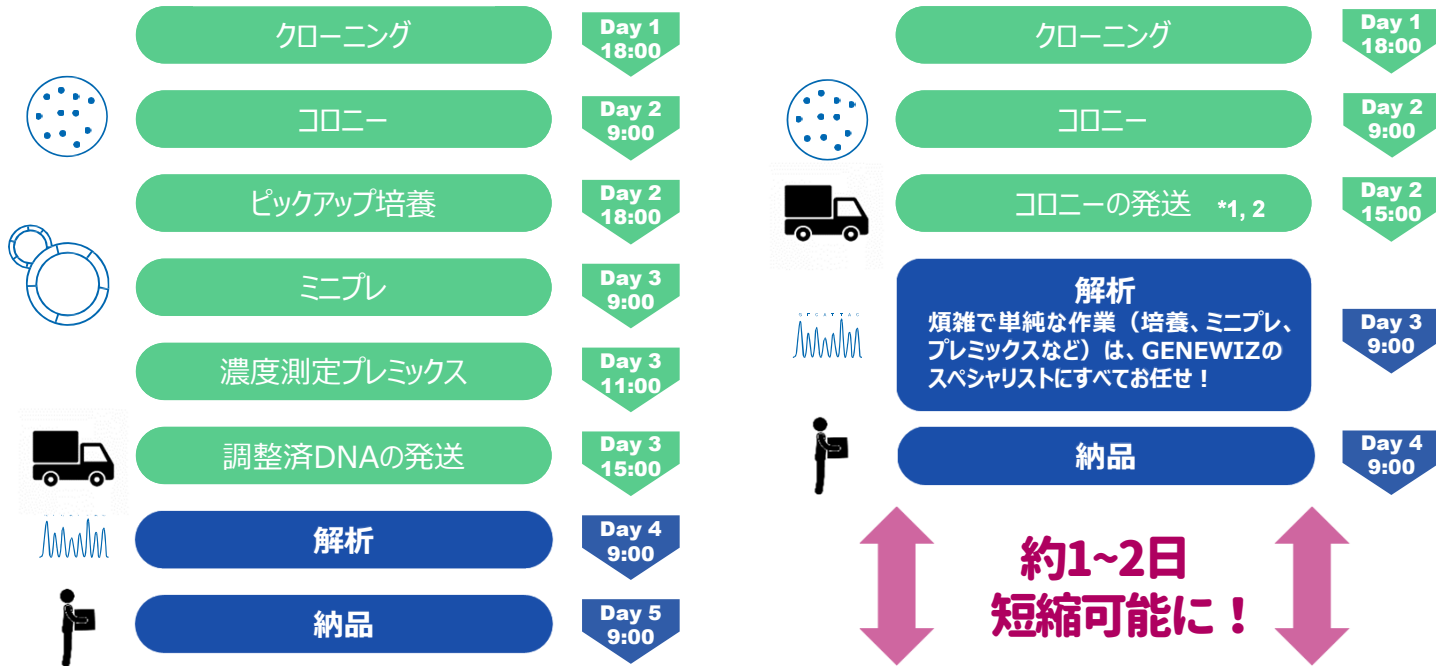 クローニング
Day 1
18:00
コロニー
Day 2
9:00
ピックアップ培養
Day 2
18:00
ミニプレ
Day 3
9:00
濃度測定プレミックス
Day 3
11:00
調整済DNAの発送
Day 3
15:00
解析
Day 4
9:00
納品
Day 5
9:00
クローニング
Day 1
18:00
コロニー
Day 2
9:00
コロニーの発送 *1, 2
Day 2
15:00
解析
煩雑で単純な作業（培養、ミニプレ、
プレミックスなど）は、GENEWIZの
スペシャリストにすべてお任せ！
Day 3
9:00
納品
Day 4
9:00
約1~2日
短縮可能に！